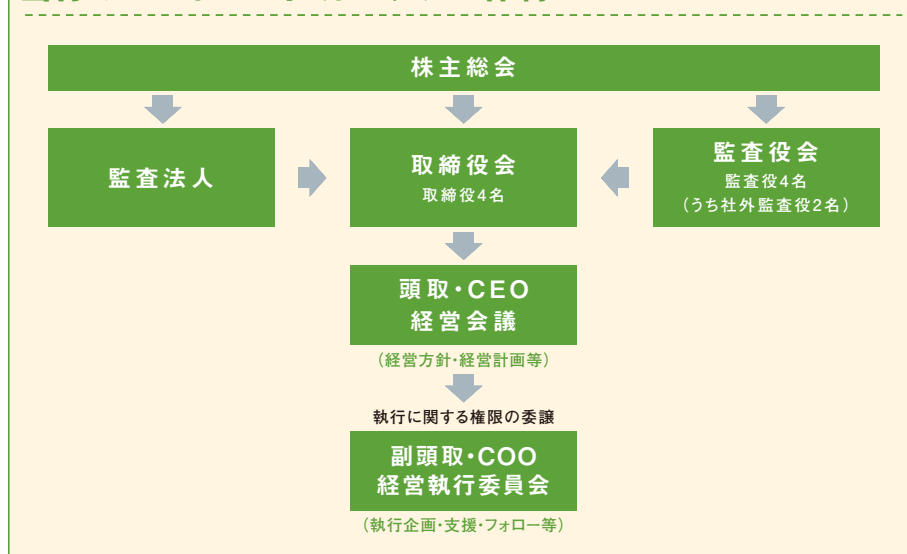 株主総会
監査法人
取締役会
取締役4名
監査役会
監査役4名
（うち社外監査役2名）
頭取・CEO
経営会議
（経営方針・経営計画等）
執行に関する権限の委譲
副頭取・COO
経営執行委員会
（執行企画・支援・フォロー等）